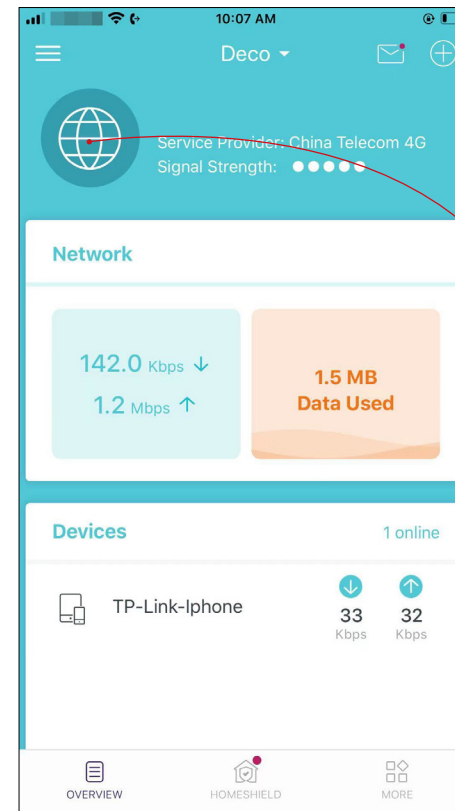 10:07 AM
Deco
Service Provider: China Telecom 4G
Signal Strength:
Network
142.0 Kbps ↓
1.2 Mbps ↑
1.5 MB
Data Used
Devices
1 online
TP-Link-Iphone
33
32
Kbps
Kbps
OVERVIEW
HOMESHIELD
MORE